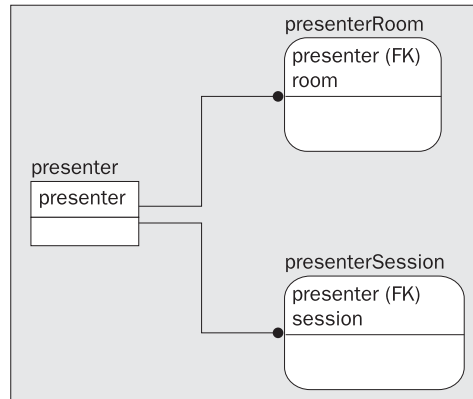 presenterRoom
presenter (FK)
room
presenter
presenter
presenterSession
presenter (FK)
session